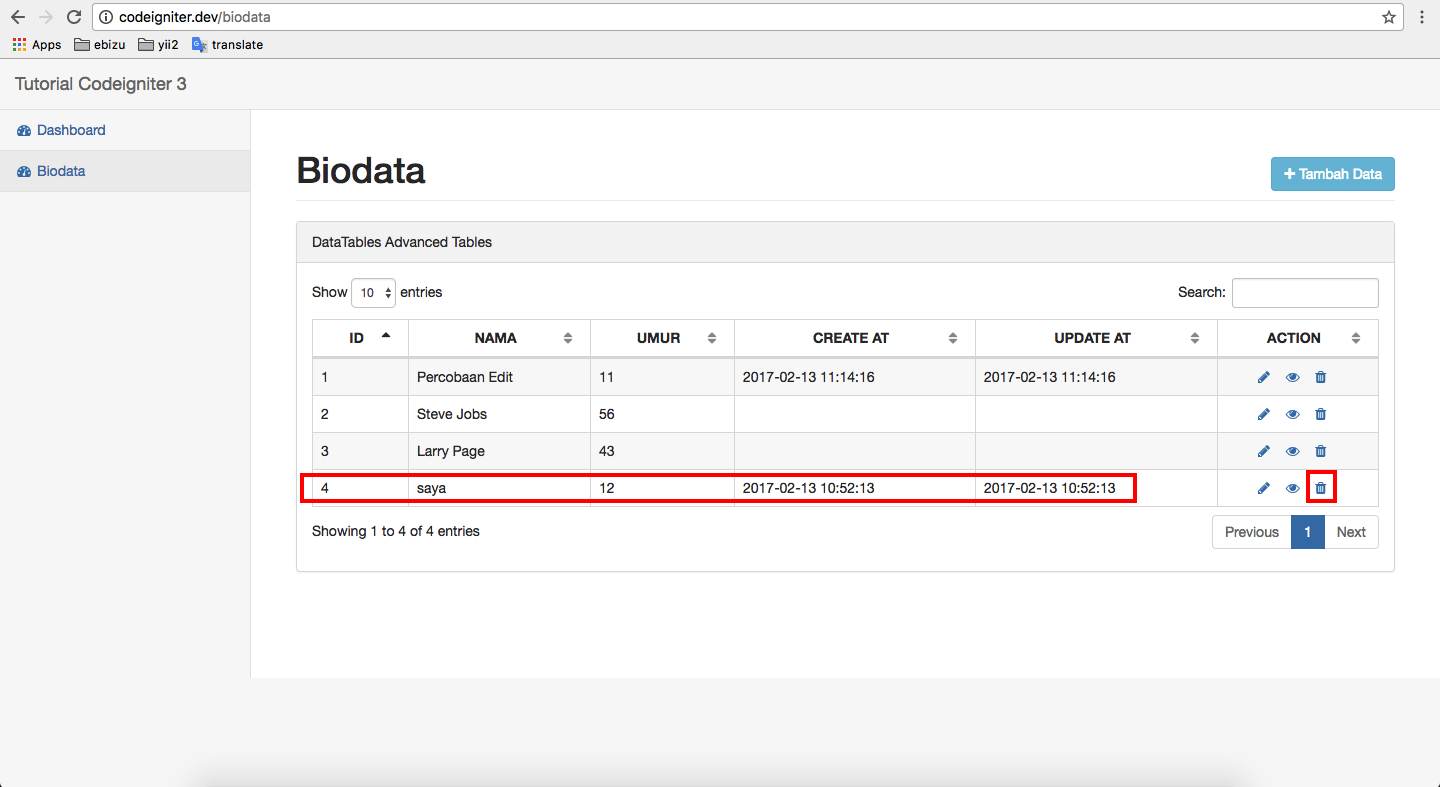 codeigniter.dev/biodata
Apps ebizu yii2 translate
Tutorial Codeigniter 3
Dashboard
Biodata
Biodata
+ Tambah Data
DataTables Advanced Tables
Show 10 entries Search:
ID NAMA UMUR CREATE AT UPDATE AT ACTION
1 Percobaan Edit 11 2017-02-13 11:14:16 2017-02-13 11:14:16
2 Steve Jobs 56
3 Larry Page 43
4 saya 12 2017-02-13 10:52:13 2017-02-13 10:52:13
Showing 1 to 4 of 4 entries Previous 1 Next